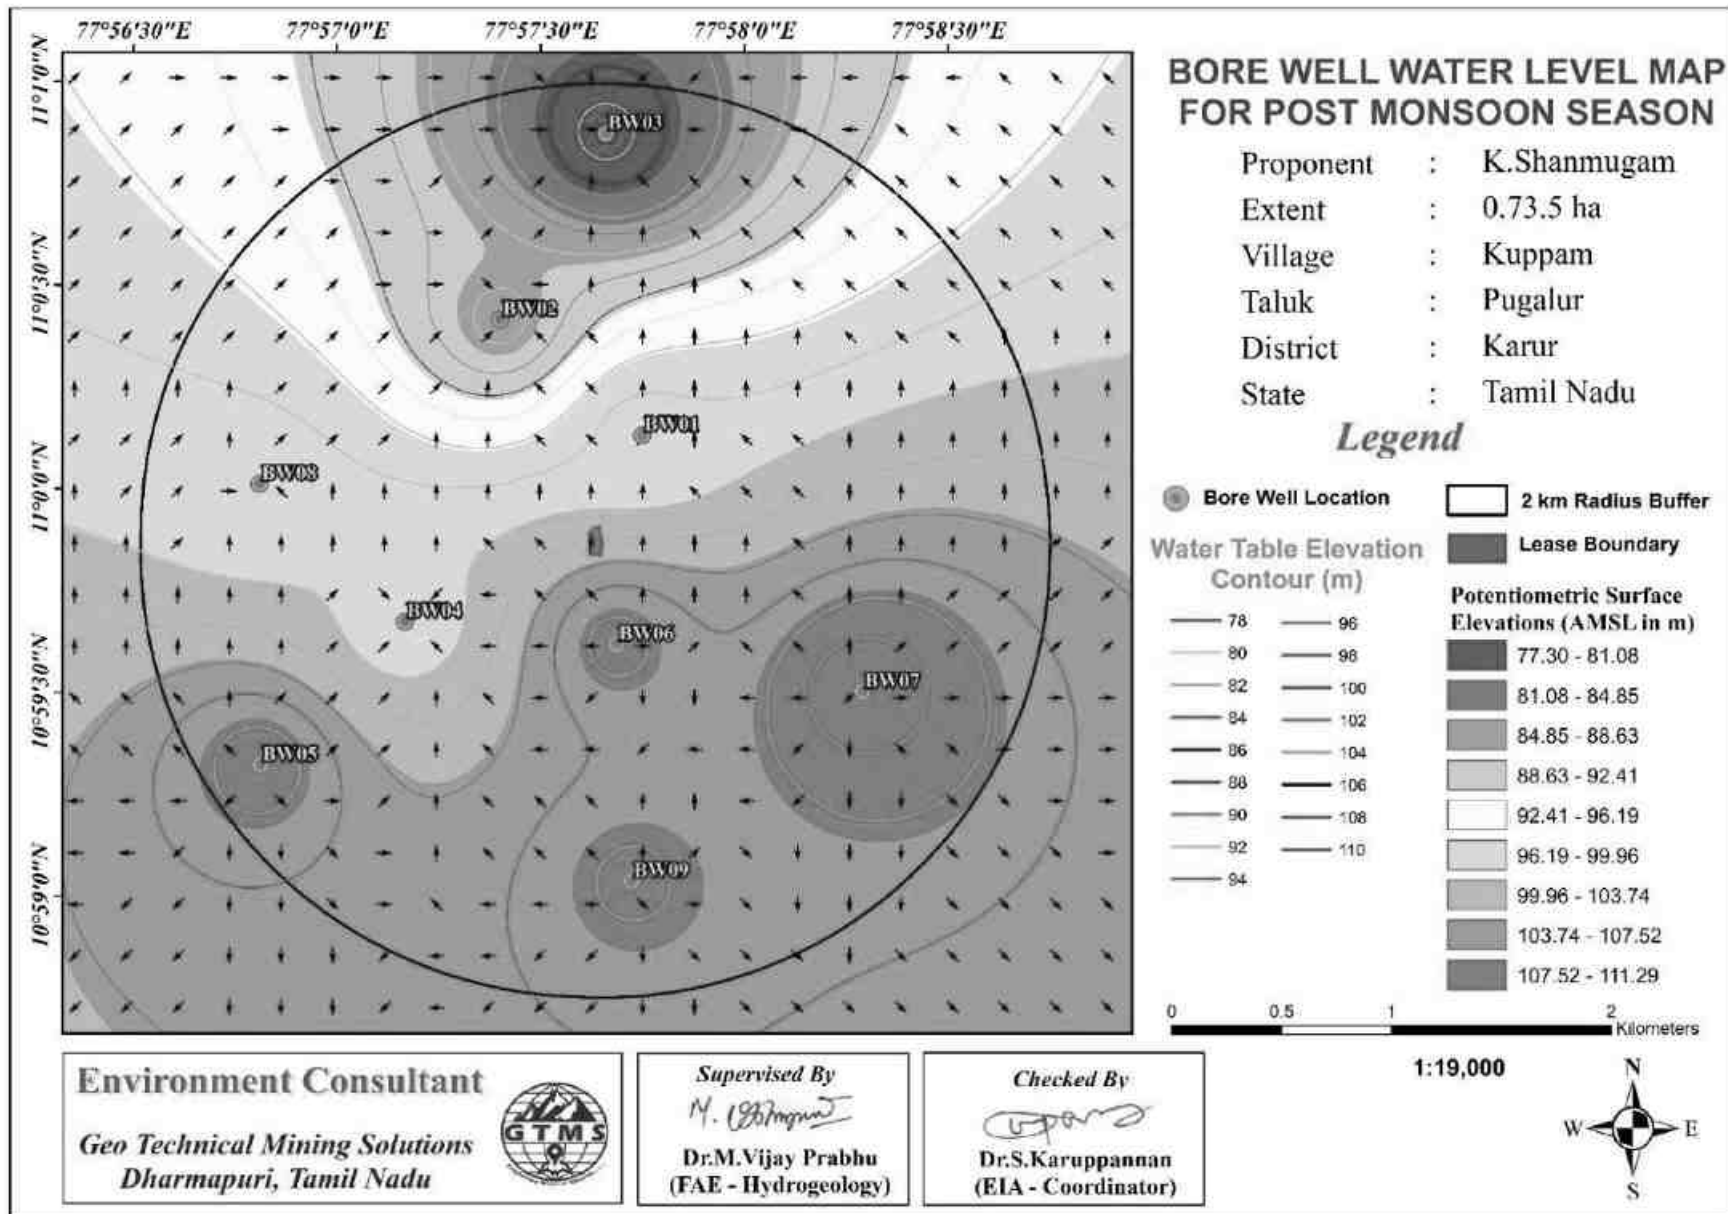 77°56'30"E 77°57'0"E 77°57'30"E 77°58'0"E 77°58'30"E
11°1'0"N
11°0'30"N
11°0'0"N
10°59'30"N
10°59'0"N
BW03
BW02
BW01
BW08
BW04
BW06
BW07
BW05
BW09
BORE WELL WATER LEVEL MAP
FOR POST MONSOON SEASON
Proponent : K.Shanmugam
Extent : 0.73.5 ha
Village : Kuppam
Taluk : Pugalur
District : Karur
State : Tamil Nadu
Legend
Bore Well Location
2 km Radius Buffer
Lease Boundary
Water Table Elevation
Contour (m)
78 96
80 98
82 100
84 102
86 104
88 106
90 108
92 110
94
Potentiometric Surface
Elevations (AMSL in m)
77.30 - 81.08
81.08 - 84.85
84.85 - 88.63
88.63 - 92.41
92.41 - 96.19
96.19 - 99.96
99.96 - 103.74
103.74 - 107.52
107.52 - 111.29
0 0.5 1 2
Kilometers
1:19,000
N
W E
S
Environment Consultant
Geo Technical Mining Solutions
Dharmapuri, Tamil Nadu
GTMS
Supervised By
Dr.M.Vijay Prabhu
(FAE - Hydrogeology)
Checked By
Dr.S.Karuppannan
(EIA - Coordinator)